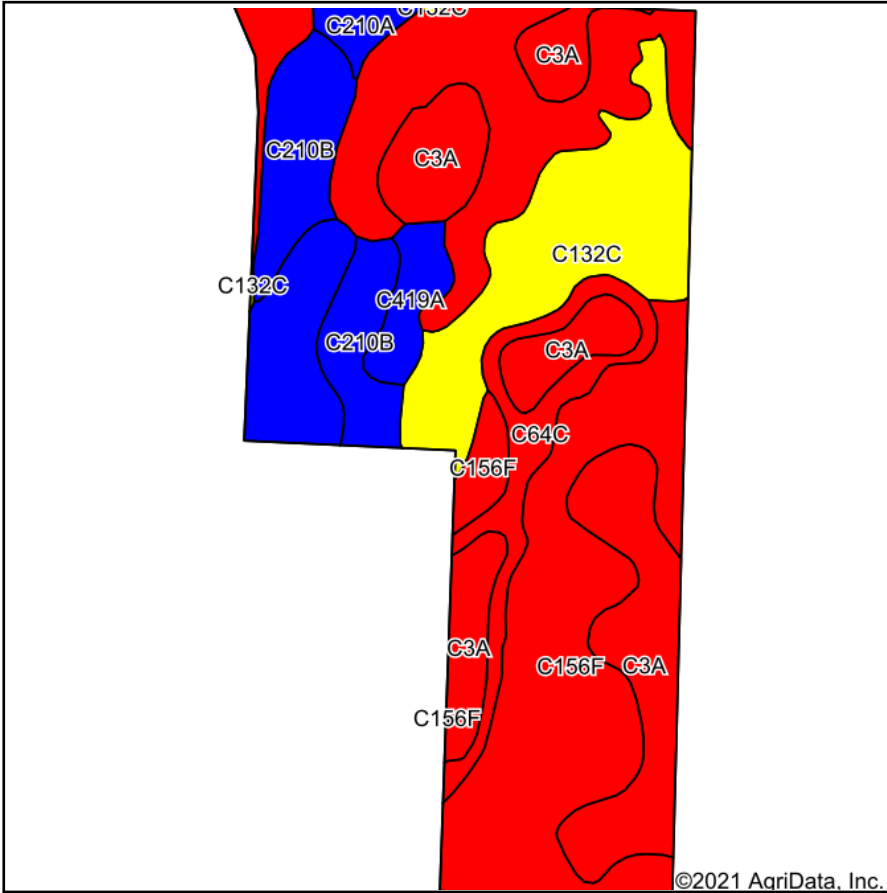 C210A
C3A
C210B
C3A
C132C
C132C
C419A
C210B
C3A
C64C
C156F
C3A
C156F
C3A
C156F
©2021 AgriData, Inc.